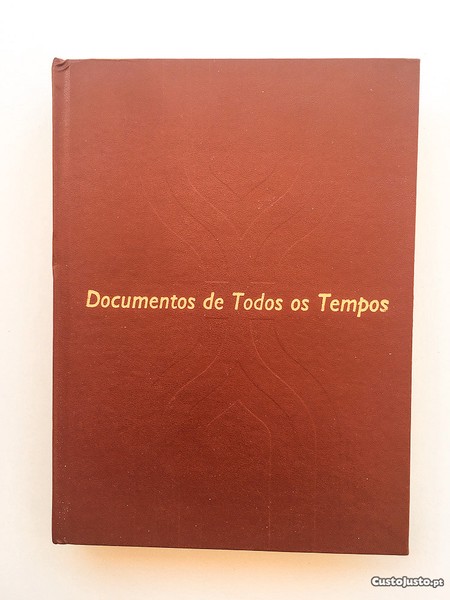 Documentos de Todos os Tempos
CustoJusto.pt